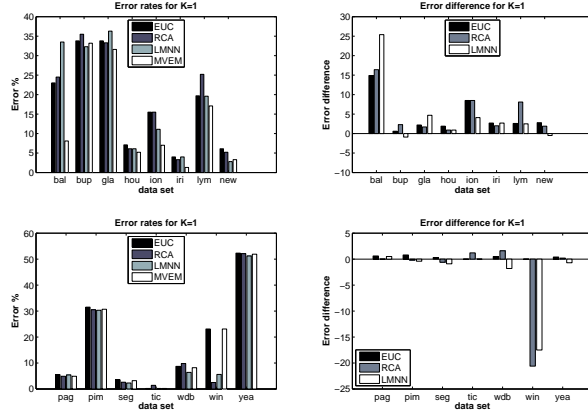 Error rates for K=1
Error %
40
35
30
25
20
15
10
5
0
EUC
RCA
LMNN
MVEM
bal bup gla hou ion iri lym new
data set
Error difference for K=1
Error difference
30
25
20
15
10
5
0
−5
−10
EUC
RCA
LMNN
bal bup gla hou ion iri lym new
data set
Error rates for K=1
Error %
60
50
40
30
20
10
0
EUC
RCA
LMNN
MVEM
pag pim seg tic wdb win yea
data set
Error difference for K=1
Error difference
5
0
−5
−10
−15
−20
−25
EUC
RCA
LMNN
pag pim seg tic wdb win yea
data set